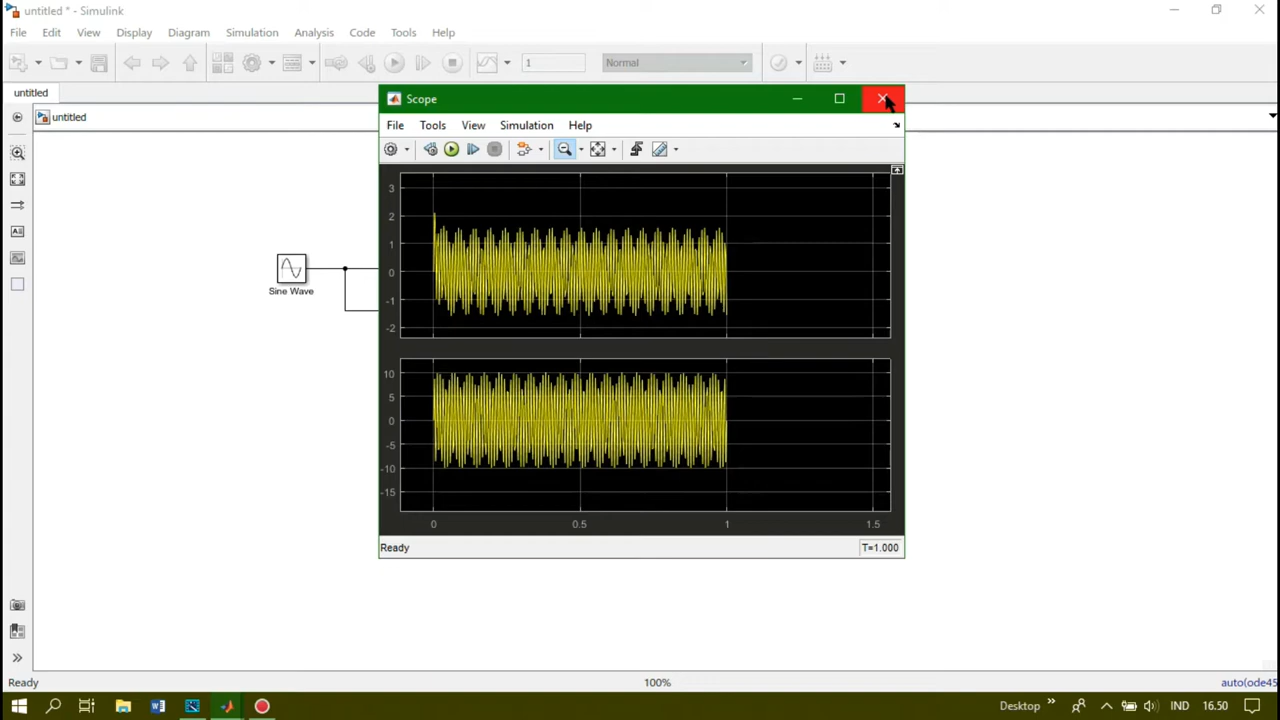 untitled * - Simulink
File Edit View Display Diagram Simulation Analysis Code Tools Help
1 Normal
untitled
untitled
Scope
File Tools View Simulation Help
3
2
1
0
-1
-2
Sine Wave
10
5
0
-5
-10
-15
0 0.5 1 1.5
Ready T=1.000
Ready 100% auto(ode45
Desktop » IND 16.50